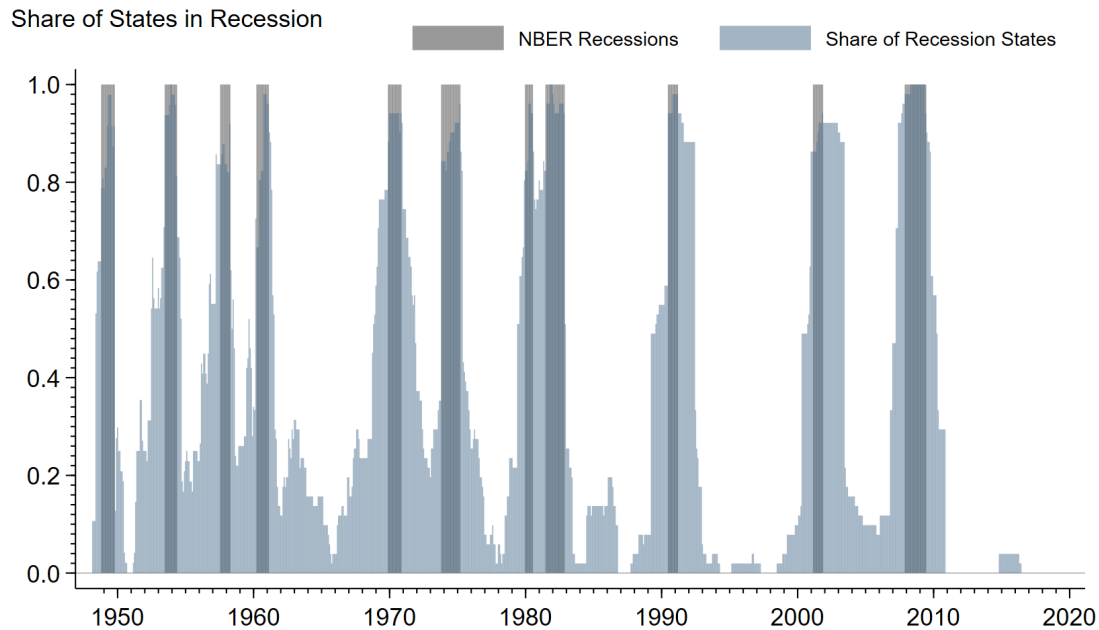 Share of States in Recession
NBER Recessions
Share of Recession States
1.0
0.8
0.6
0.4
0.2
0.0
1950 1960 1970 1980 1990 2000 2010 2020